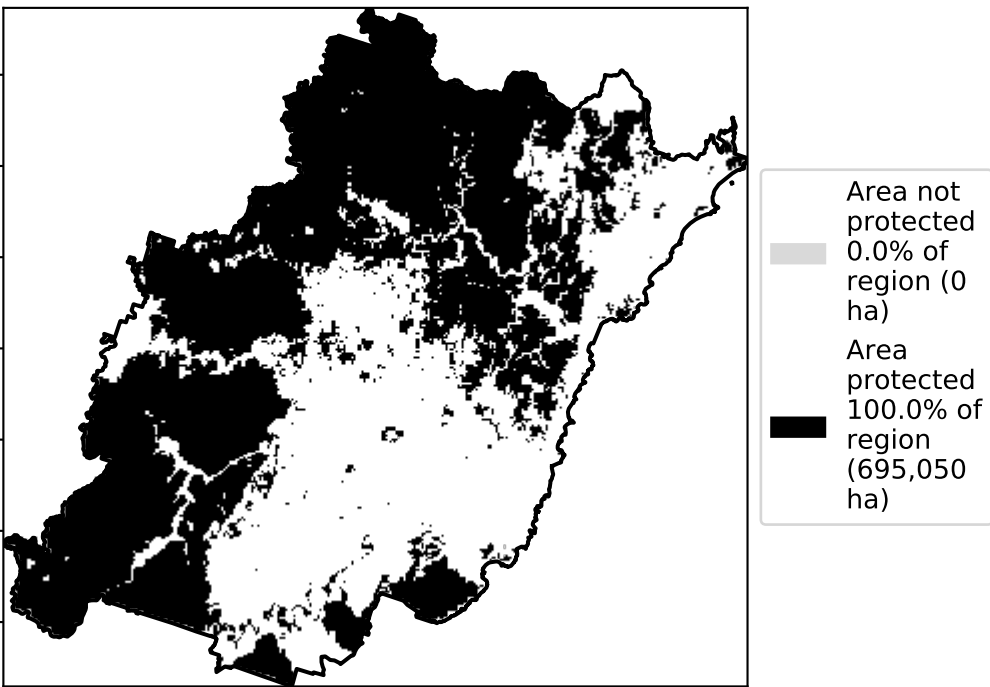 Area not
protected
0.0% of
region (0
ha)
Area
protected
100.0% of
region
(695,050
ha)